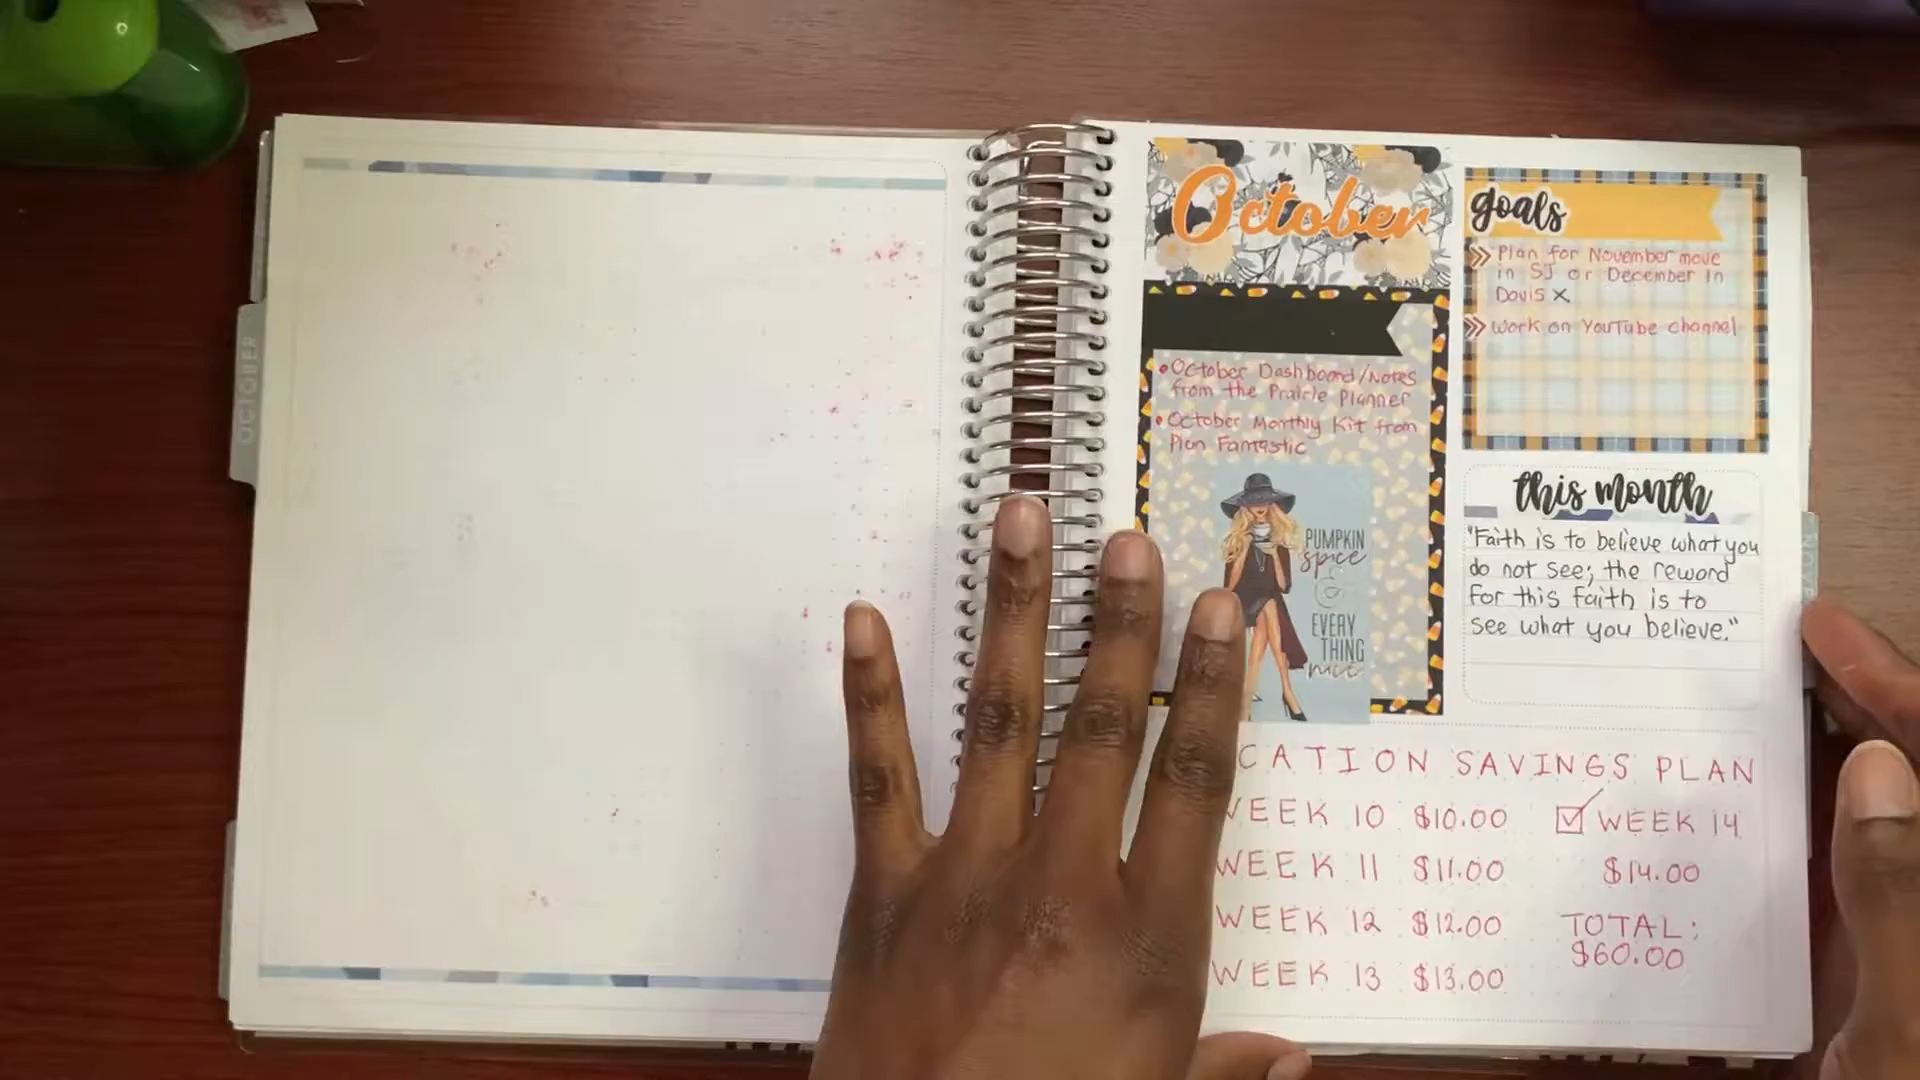 OCTOBER
October
• October Dashboard/Notes
from the Prairie Planner
• October Monthly Kit from
Plan Fantastic
PUMPKIN
spice
&
EVERY
THING
nice
goals
Plan for November move
in SJ or December in
Davis X
Work on YouTube channel
this month
"Faith is to believe what you
do not see; the reward
for this faith is to
see what you believe."
CATION SAVINGS PLAN
WEEK 10 $10.00
WEEK 11 $11.00
WEEK 12 $12.00
WEEK 13 $13.00
☑ WEEK 14
$14.00
TOTAL:
$60.00